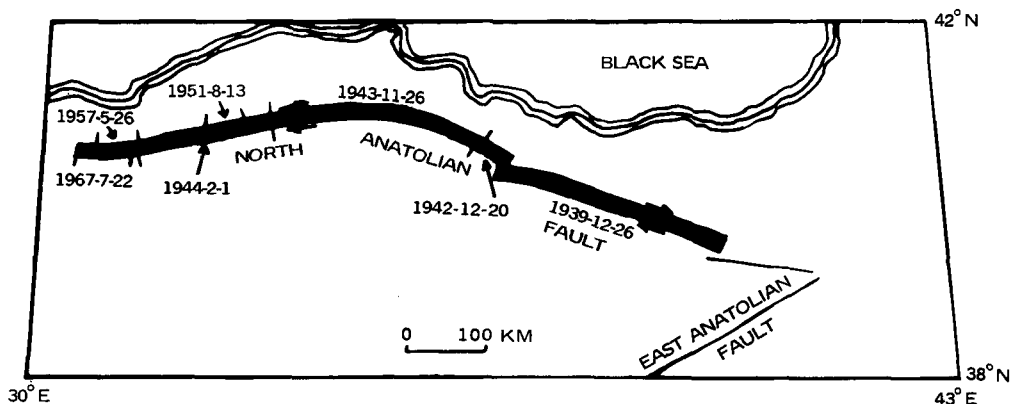 42° N
BLACK SEA
1951-8-13
1943-11-26
1957-5-26
NORTH
ANATOLIAN
1967-7-22
1944-2-1
1942-12-20
1939-12-26
FAULT
0 100 KM
EAST ANATOLIAN
FAULT
38° N
30° E
43° E